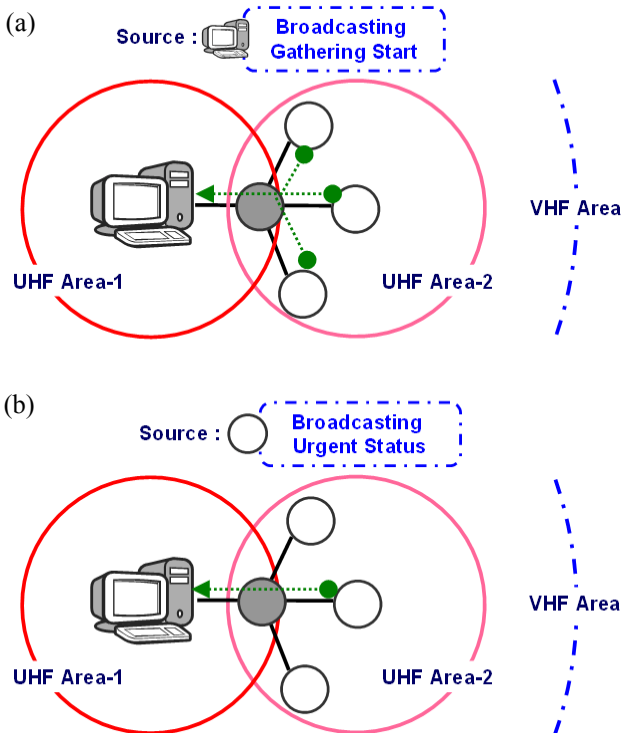 (a)
Source :
Broadcasting
Gathering Start
VHF Area
UHF Area-1
UHF Area-2
(b)
Source :
Broadcasting
Urgent Status
VHF Area
UHF Area-1
UHF Area-2